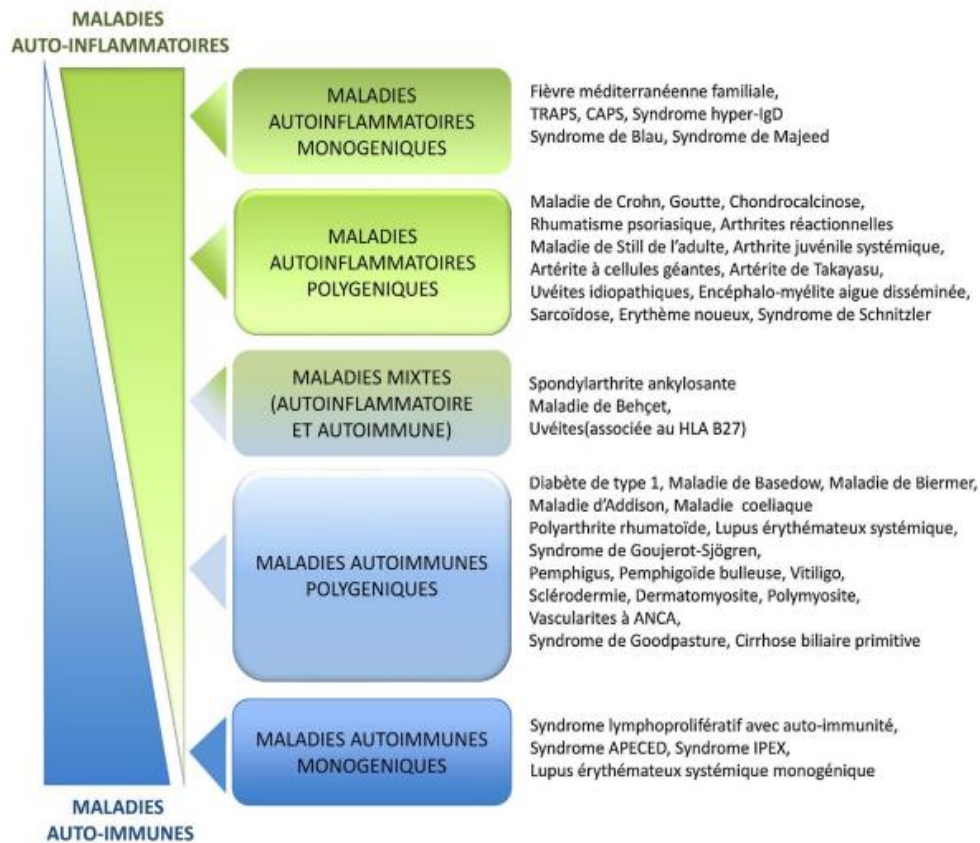 MALADIES
AUTO-INFLAMMATOIRES
MALADIES
AUTOINFLAMMATOIRES
MONOGENIQUES
Fièvre méditerranéenne familiale,
TRAPS, CAPS, Syndrome hyper-IgD
Syndrome de Blau, Syndrome de Majeed
MALADIES
AUTOINFLAMMATOIRES
POLYGENIQUES
Maladie de Crohn, Goutte, Chondrocalcinose,
Rhumatisme psoriasique, Arthrites réactionnelles
Maladie de Still de l'adulte, Arthrite juvénile systémique,
Artérite à cellules géantes, Artérite de Takayasu,
Uvéites idiopathiques, Encéphalo-myélite aigue disséminée,
Sarcoïdose, Erythème noueux, Syndrome de Schnitzler
MALADIES MIXTES
(AUTOINFLAMMATOIRE
ET AUTOIMMUNE)
Spondylarthrite ankylosante
Maladie de Behçet,
Uvéites(associée au HLA B27)
MALADIES AUTOIMMUNES
POLYGENIQUES
Diabète de type 1, Maladie de Basedow, Maladie de Biermer,
Maladie d'Addison, Maladie coeliaque
Polyarthrite rhumatoïde, Lupus érythémateux systémique,
Syndrome de Goujerot-Sjögren,
Pemphigus, Pemphigoïde bulleuse, Vitiligo,
Sclérodermie, Dermatomyosite, Polymyosite,
Vascularites à ANCA,
Syndrome de Goodpasture, Cirrhose biliaire primitive
MALADIES AUTOIMMUNES
MONOGENIQUES
Syndrome lymphoprolifératif avec auto-immunité,
Syndrome APECED, Syndrome IPEX,
Lupus érythémateux systémique monogénique
MALADIES
AUTO-IMMUNES